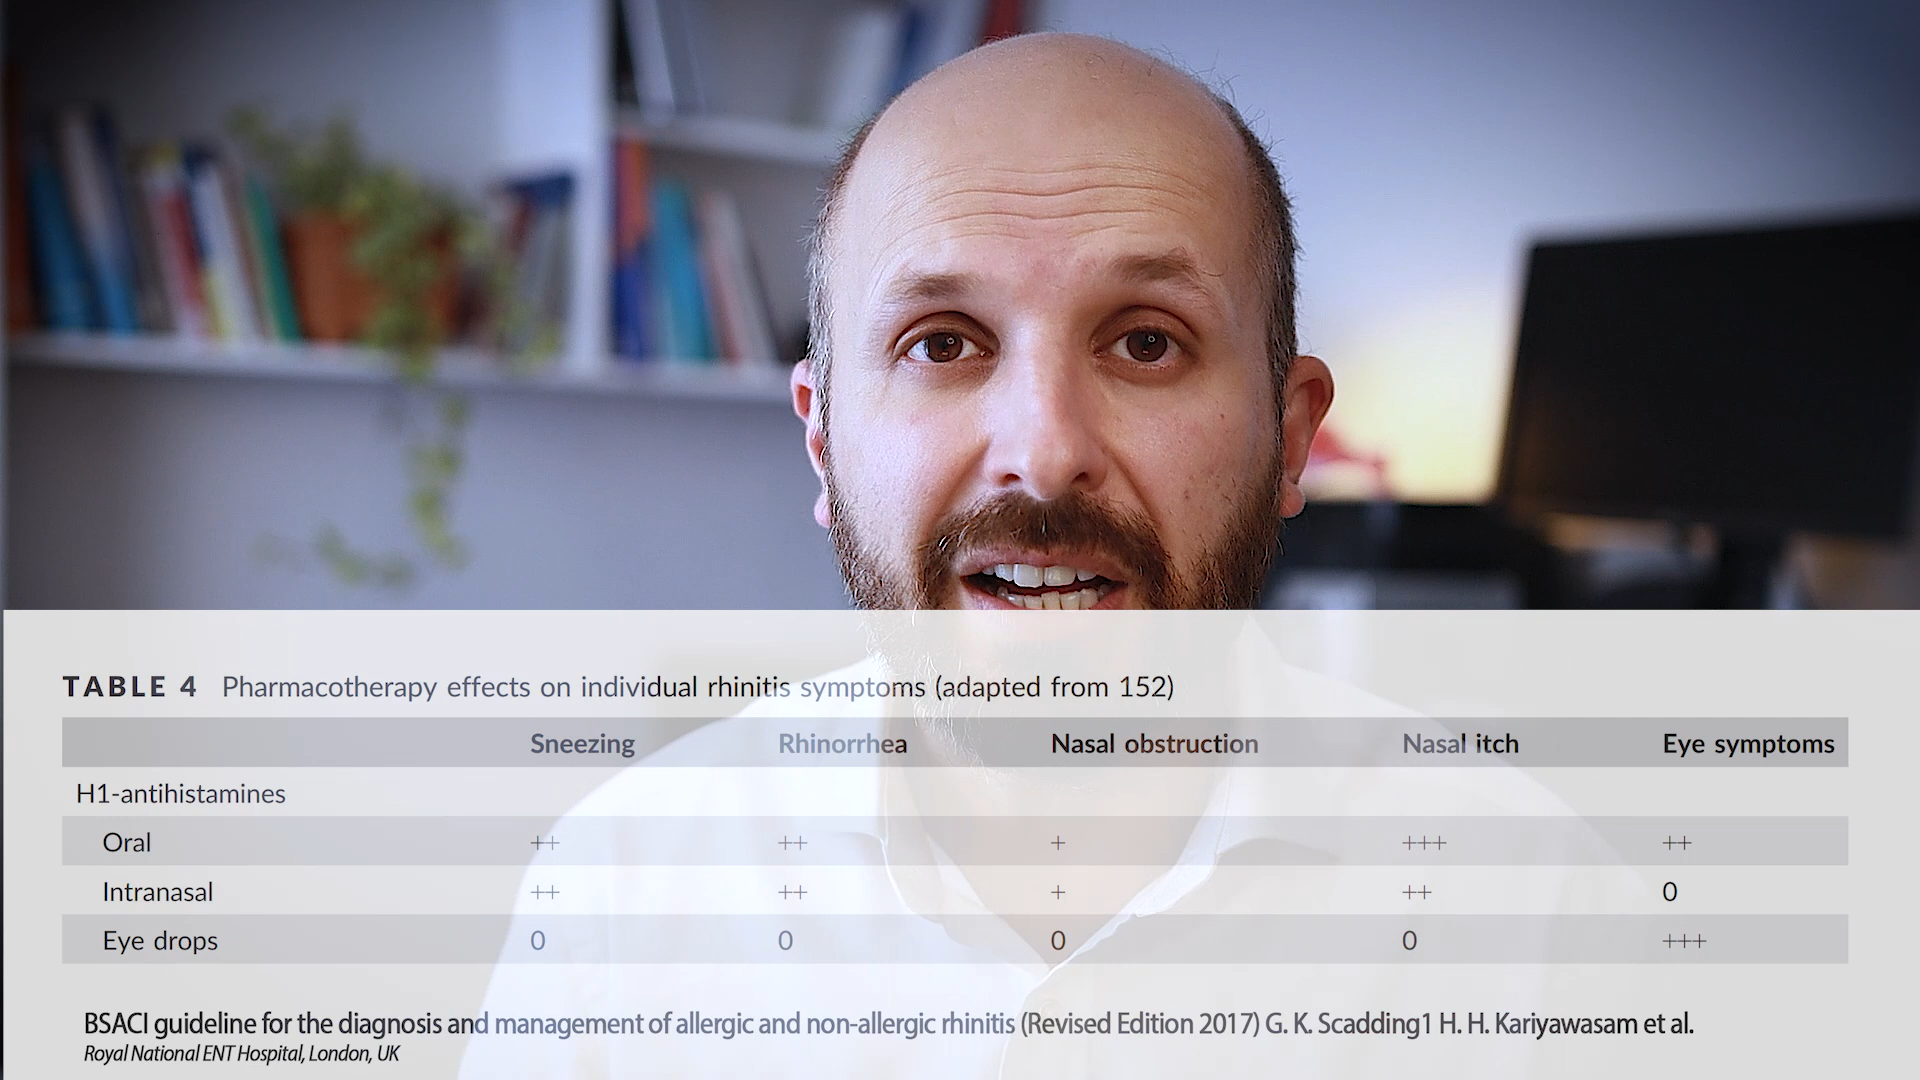 TABLE 4 Pharmacotherapy effects on individual rhinitis symptoms (adapted from 152)
Sneezing Rhinorrhea Nasal obstruction Nasal itch Eye symptoms
H1-antihistamines
Oral ++ ++ + +++ ++
Intranasal ++ ++ + ++ 0
Eye drops 0 0 0 0 +++
BSACI guideline for the diagnosis and management of allergic and non-allergic rhinitis (Revised Edition 2017) G. K. Scadding1 H. H. Kariyawasam et al.
Royal National ENT Hospital, London, UK